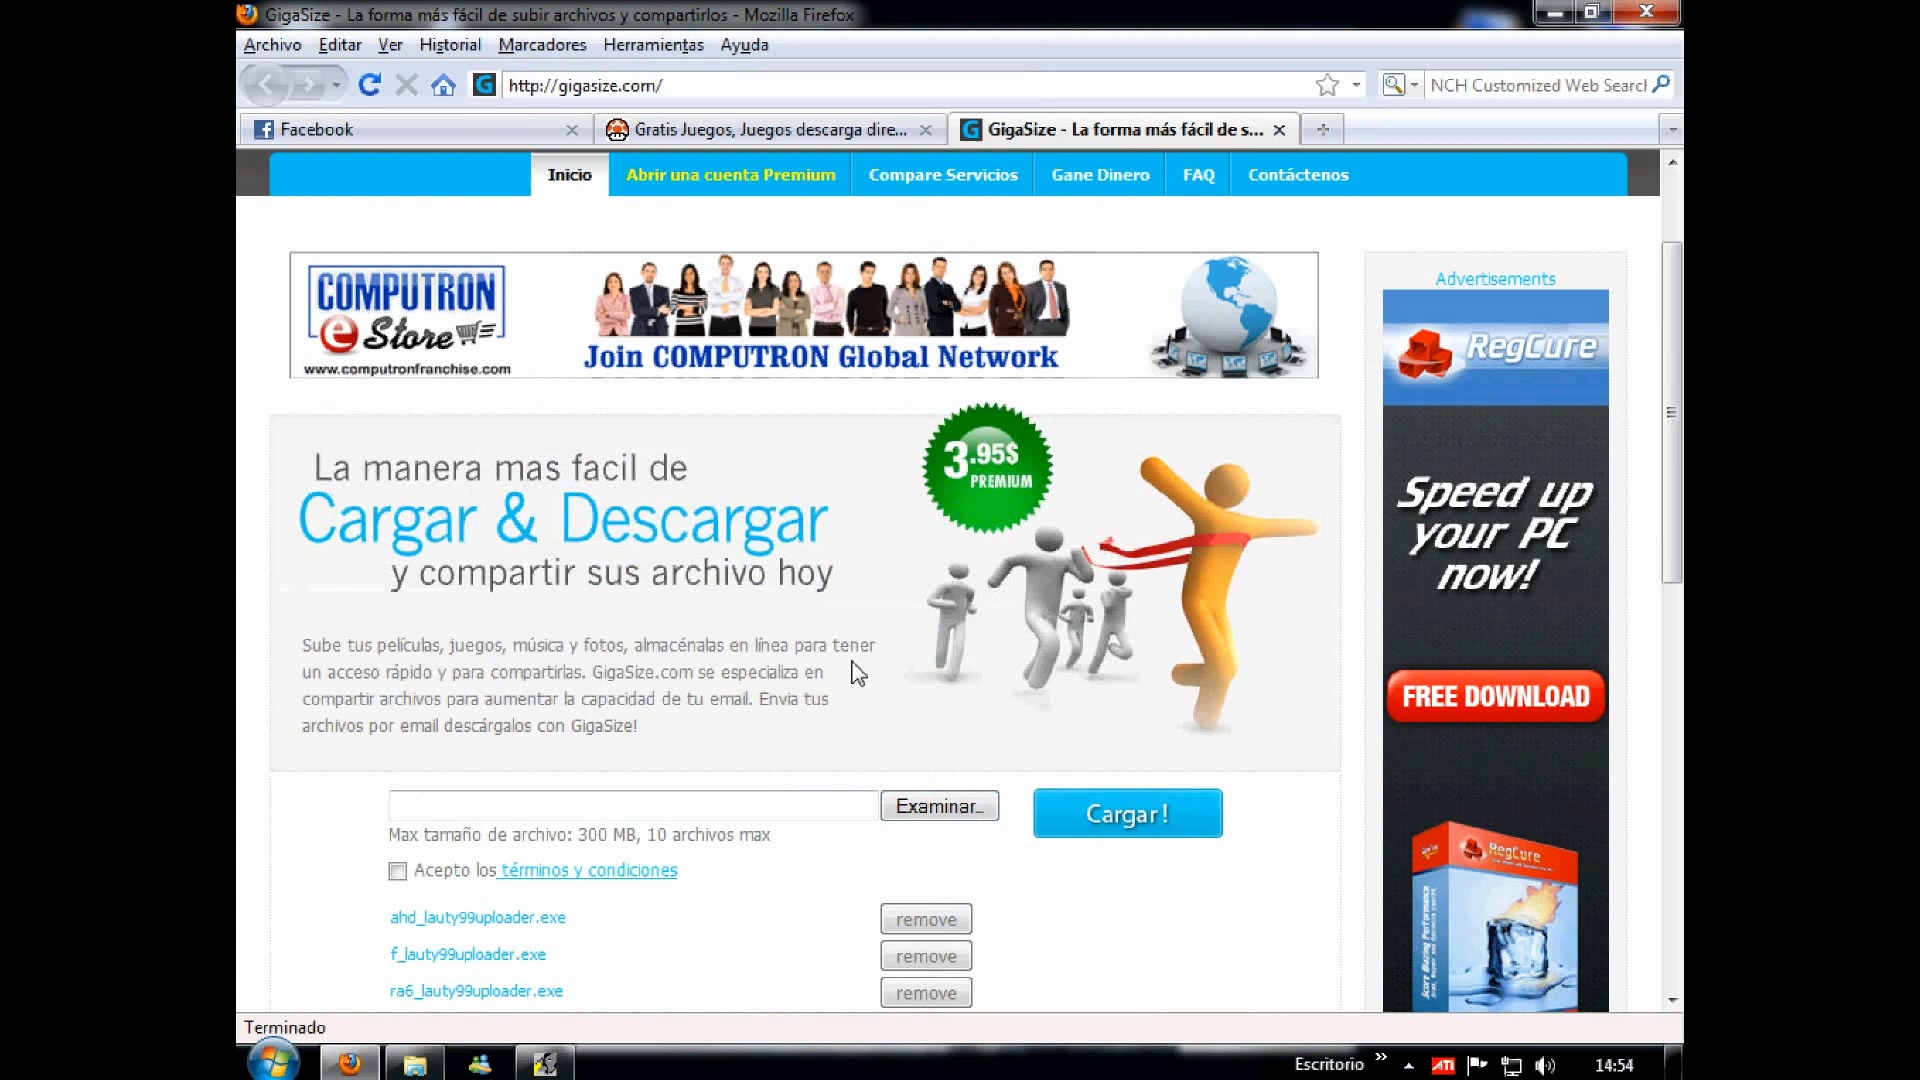 GigaSize - La forma más fácil de subir archivos y compartirlos - Mozilla Firefox
Archivo Editar Ver Historial Marcadores Herramientas Ayuda
http://gigasize.com/
NCH Customized Web Search
Facebook
Gratis Juegos, Juegos descarga dire...
GigaSize - La forma más fácil de s...
Inicio
Abrir una cuenta Premium
Compare Servicios
Gane Dinero
FAQ
Contáctenos
COMPUTRON
e Store
www.computronfranchise.com
Join COMPUTRON Global Network
Advertisements
RegCure
Speed up
your PC
now!
FREE DOWNLOAD
RegCure
3.95$
PREMIUM
La manera mas facil de
Cargar & Descargar
y compartir sus archivo hoy
Sube tus películas, juegos, música y fotos, almacénalas en línea para tener
un acceso rápido y para compartirlas. GigaSize.com se especializa en
compartir archivos para aumentar la capacidad de tu email. Envia tus
archivos por email descárgalos con GigaSize!
Examinar...
Cargar!
Max tamaño de archivo: 300 MB, 10 archivos max
Acepto los términos y condiciones
ahd_lauty99uploader.exe
remove
f_lauty99uploader.exe
remove
ra6_lauty99uploader.exe
remove
Terminado
Escritorio
ATI
14:54